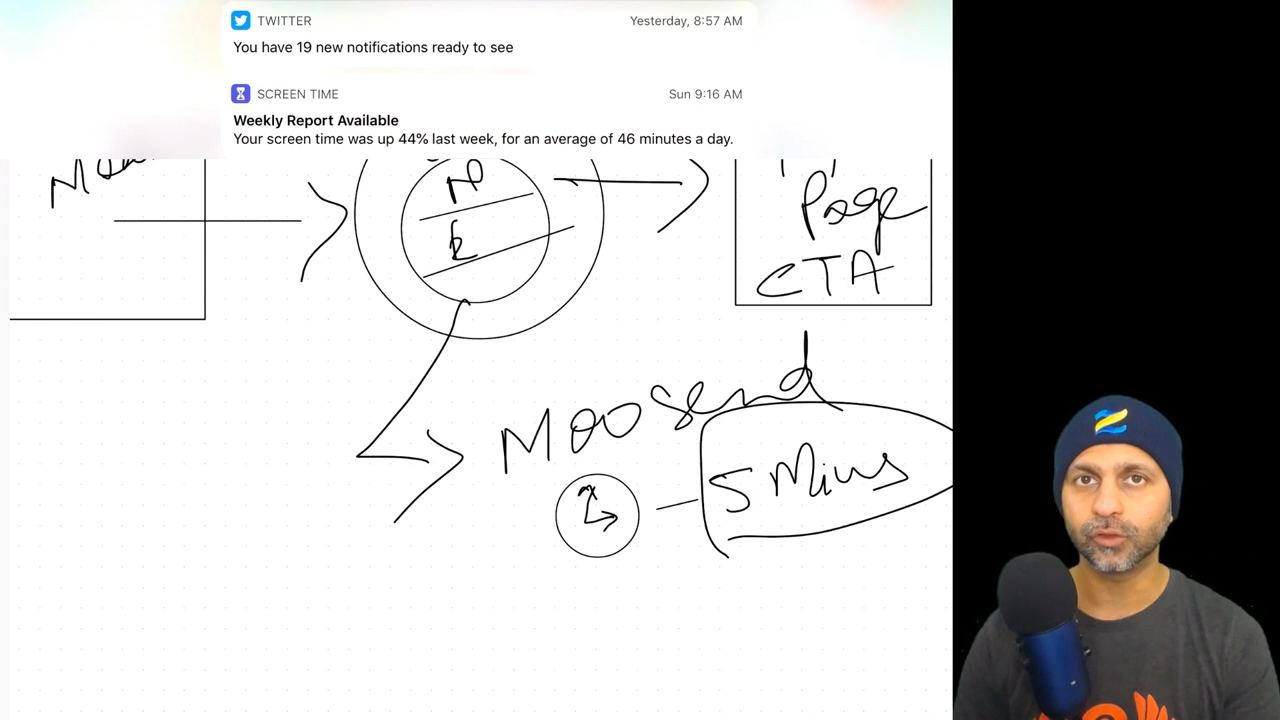 TWITTER
Yesterday, 8:57 AM
You have 19 new notifications ready to see
SCREEN TIME
Sun 9:16 AM
Weekly Report Available
Your screen time was up 44% last week, for an average of 46 minutes a day.
N
E
Page
CTA
Moosend
5 Mins